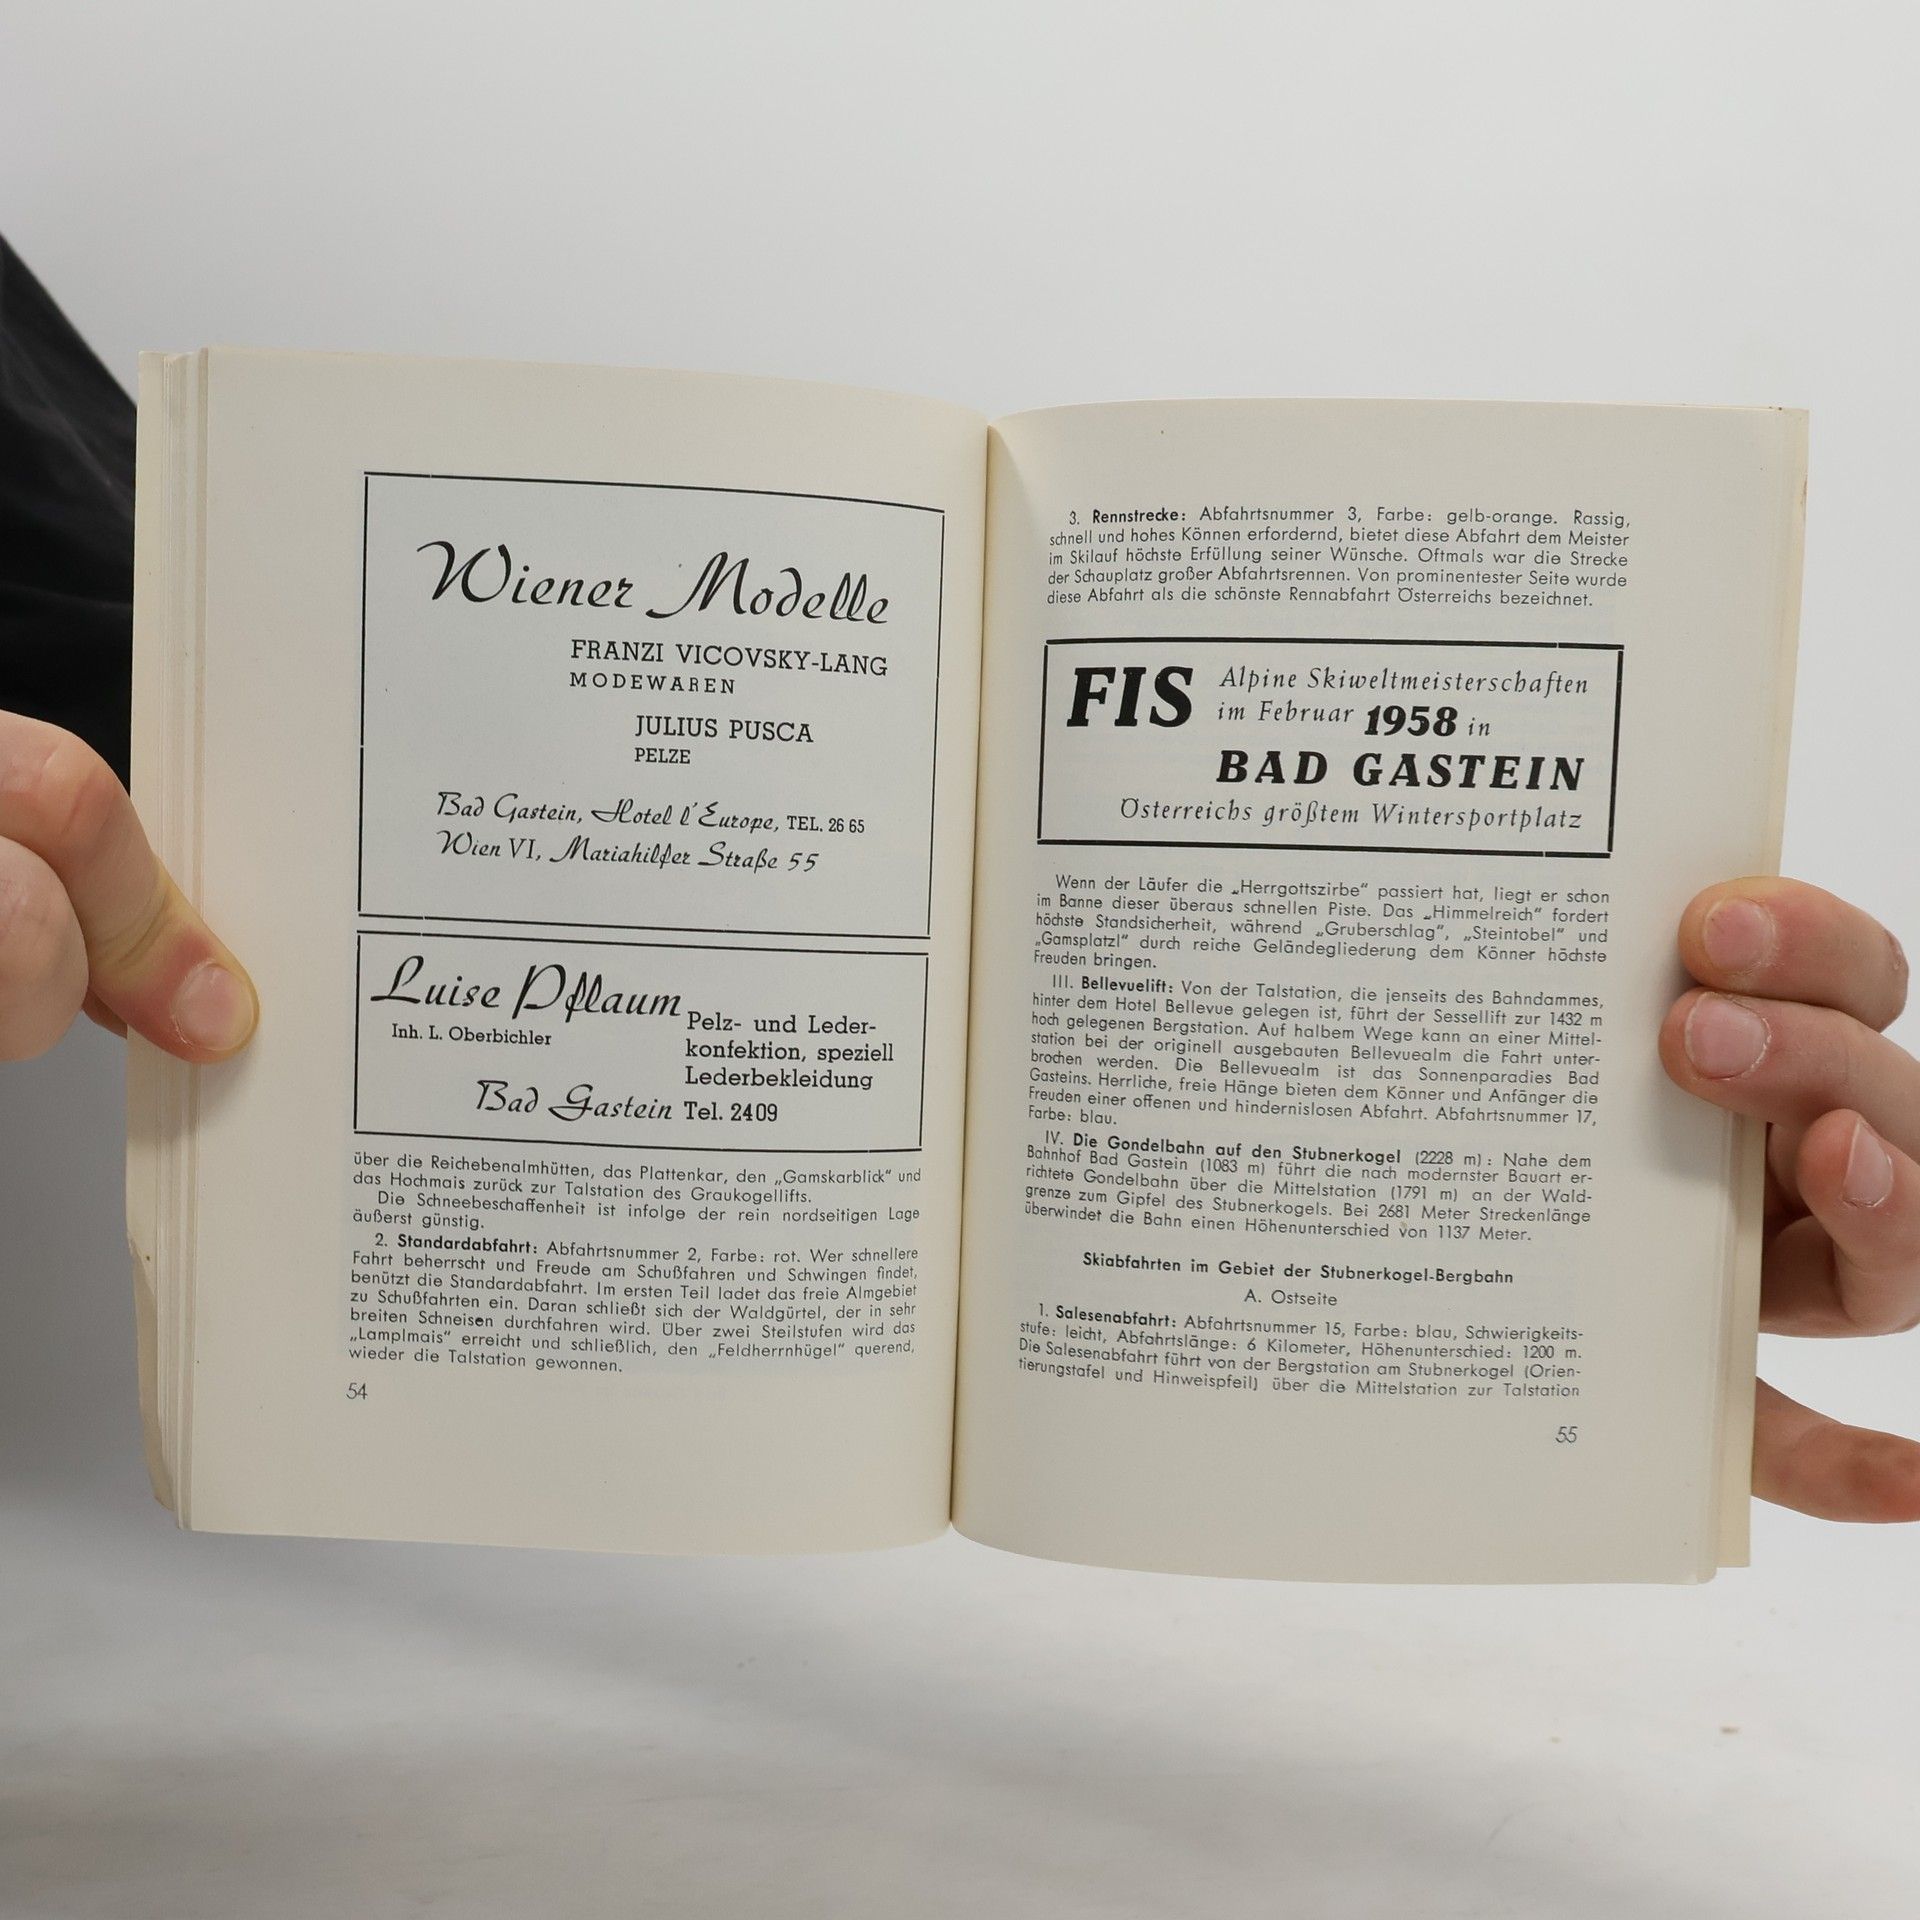 Wiener Modelle
FRANZI VICOVSKY-LANG
MODEWAREN
JULIUS PUSCA
PELZE
Bad Gastein, Hotel l'Europe, TEL. 26 65
Wien VI, Mariahilfer Straße 55
Luise Pflaum
Inh. L. Oberbichler
Pelz- und Leder-
konfektion, speziell
Lederbekleidung
Bad Gastein Tel. 2409
über die Reichebenalmhütten, das Plattenkar, den „Gamskarblick“ und
das Hochmais zurück zur Talstation des Graukogellifts.
Die Schneebeschaffenheit ist infolge der rein nordseitigen Lage
äußerst günstig.
2. Standardabfahrt: Abfahrtsnummer 2, Farbe: rot. Wer schnellere
Fahrt beherrscht und Freude am Schußfahren und Schwingen findet,
benützt die Standardabfahrt. Im ersten Teil ladet das freie Almgebiet
zu Schußfahrten ein. Daran schließt sich der Waldgürtel, der in sehr
breiten Schneisen durchfahren wird. Über zwei Steilstufen wird das
„Lamplmais“ erreicht und schließlich, den „Feldherrnhügel“ querend,
wieder die Talstation gewonnen.
54
3. Rennstrecke: Abfahrtsnummer 3, Farbe: gelb-orange. Rassig,
schnell und hohes Können erfordernd, bietet diese Abfahrt dem Meister
im Skilauf höchste Erfüllung seiner Wünsche. Oftmals war die Strecke
der Schauplatz großer Abfahrtsrennen. Von prominentester Seite wurde
diese Abfahrt als die schönste Rennabfahrt Österreichs bezeichnet.
FIS Alpine Skiweltmeisterschaften
im Februar 1958 in
BAD GASTEIN
Österreichs größtem Wintersportplatz
Wenn der Läufer die „Herrgottszirbe“ passiert hat, liegt er schon
im Banne dieser überaus schnellen Piste. Das „Himmelreich“ fordert
höchste Standsicherheit, während „Gruberschlag“, „Steintobel“ und
„Gamsplatzl“ durch reiche Geländegliederung dem Könner höchste
Freuden bringen.
III. Bellevuelift: Von der Talstation, die jenseits des Bahndammes,
hinter dem Hotel Bellevue gelegen ist, führt der Sessellift zur 1432 m
hoch gelegenen Bergstation. Auf halbem Wege kann an einer Mittel-
station bei der originell ausgebauten Bellevuealm die Fahrt unter-
brochen werden. Die Bellevuealm ist das Sonnenparadies Bad
Gasteins. Herrliche, freie Hänge bieten dem Könner und Anfänger die
Freuden einer offenen und hindernislosen Abfahrt. Abfahrtsnummer 17,
Farbe: blau.
IV. Die Gondelbahn auf den Stubnerkogel (2228 m): Nahe dem
Bahnhof Bad Gastein (1083 m) führt die nach modernster Bauart er-
richtete Gondelbahn über die Mittelstation (1791 m) an der Wald-
grenze zum Gipfel des Stubnerkogels. Bei 2681 Meter Streckenlänge
überwindet die Bahn einen Höhenunterschied von 1137 Meter.
Skiabfahrten im Gebiet der Stubnerkogel-Bergbahn
A. Ostseite
1. Salesenabfahrt: Abfahrtsnummer 15, Farbe: blau, Schwierigkeits-
stufe: leicht, Abfahrtslänge: 6 Kilometer, Höhenunterschied: 1200 m.
Die Salesenabfahrt führt von der Bergstation am Stubnerkogel (Orien-
tierungstafel und Hinweispfeil) über die Mittelstation zur Talstation
55